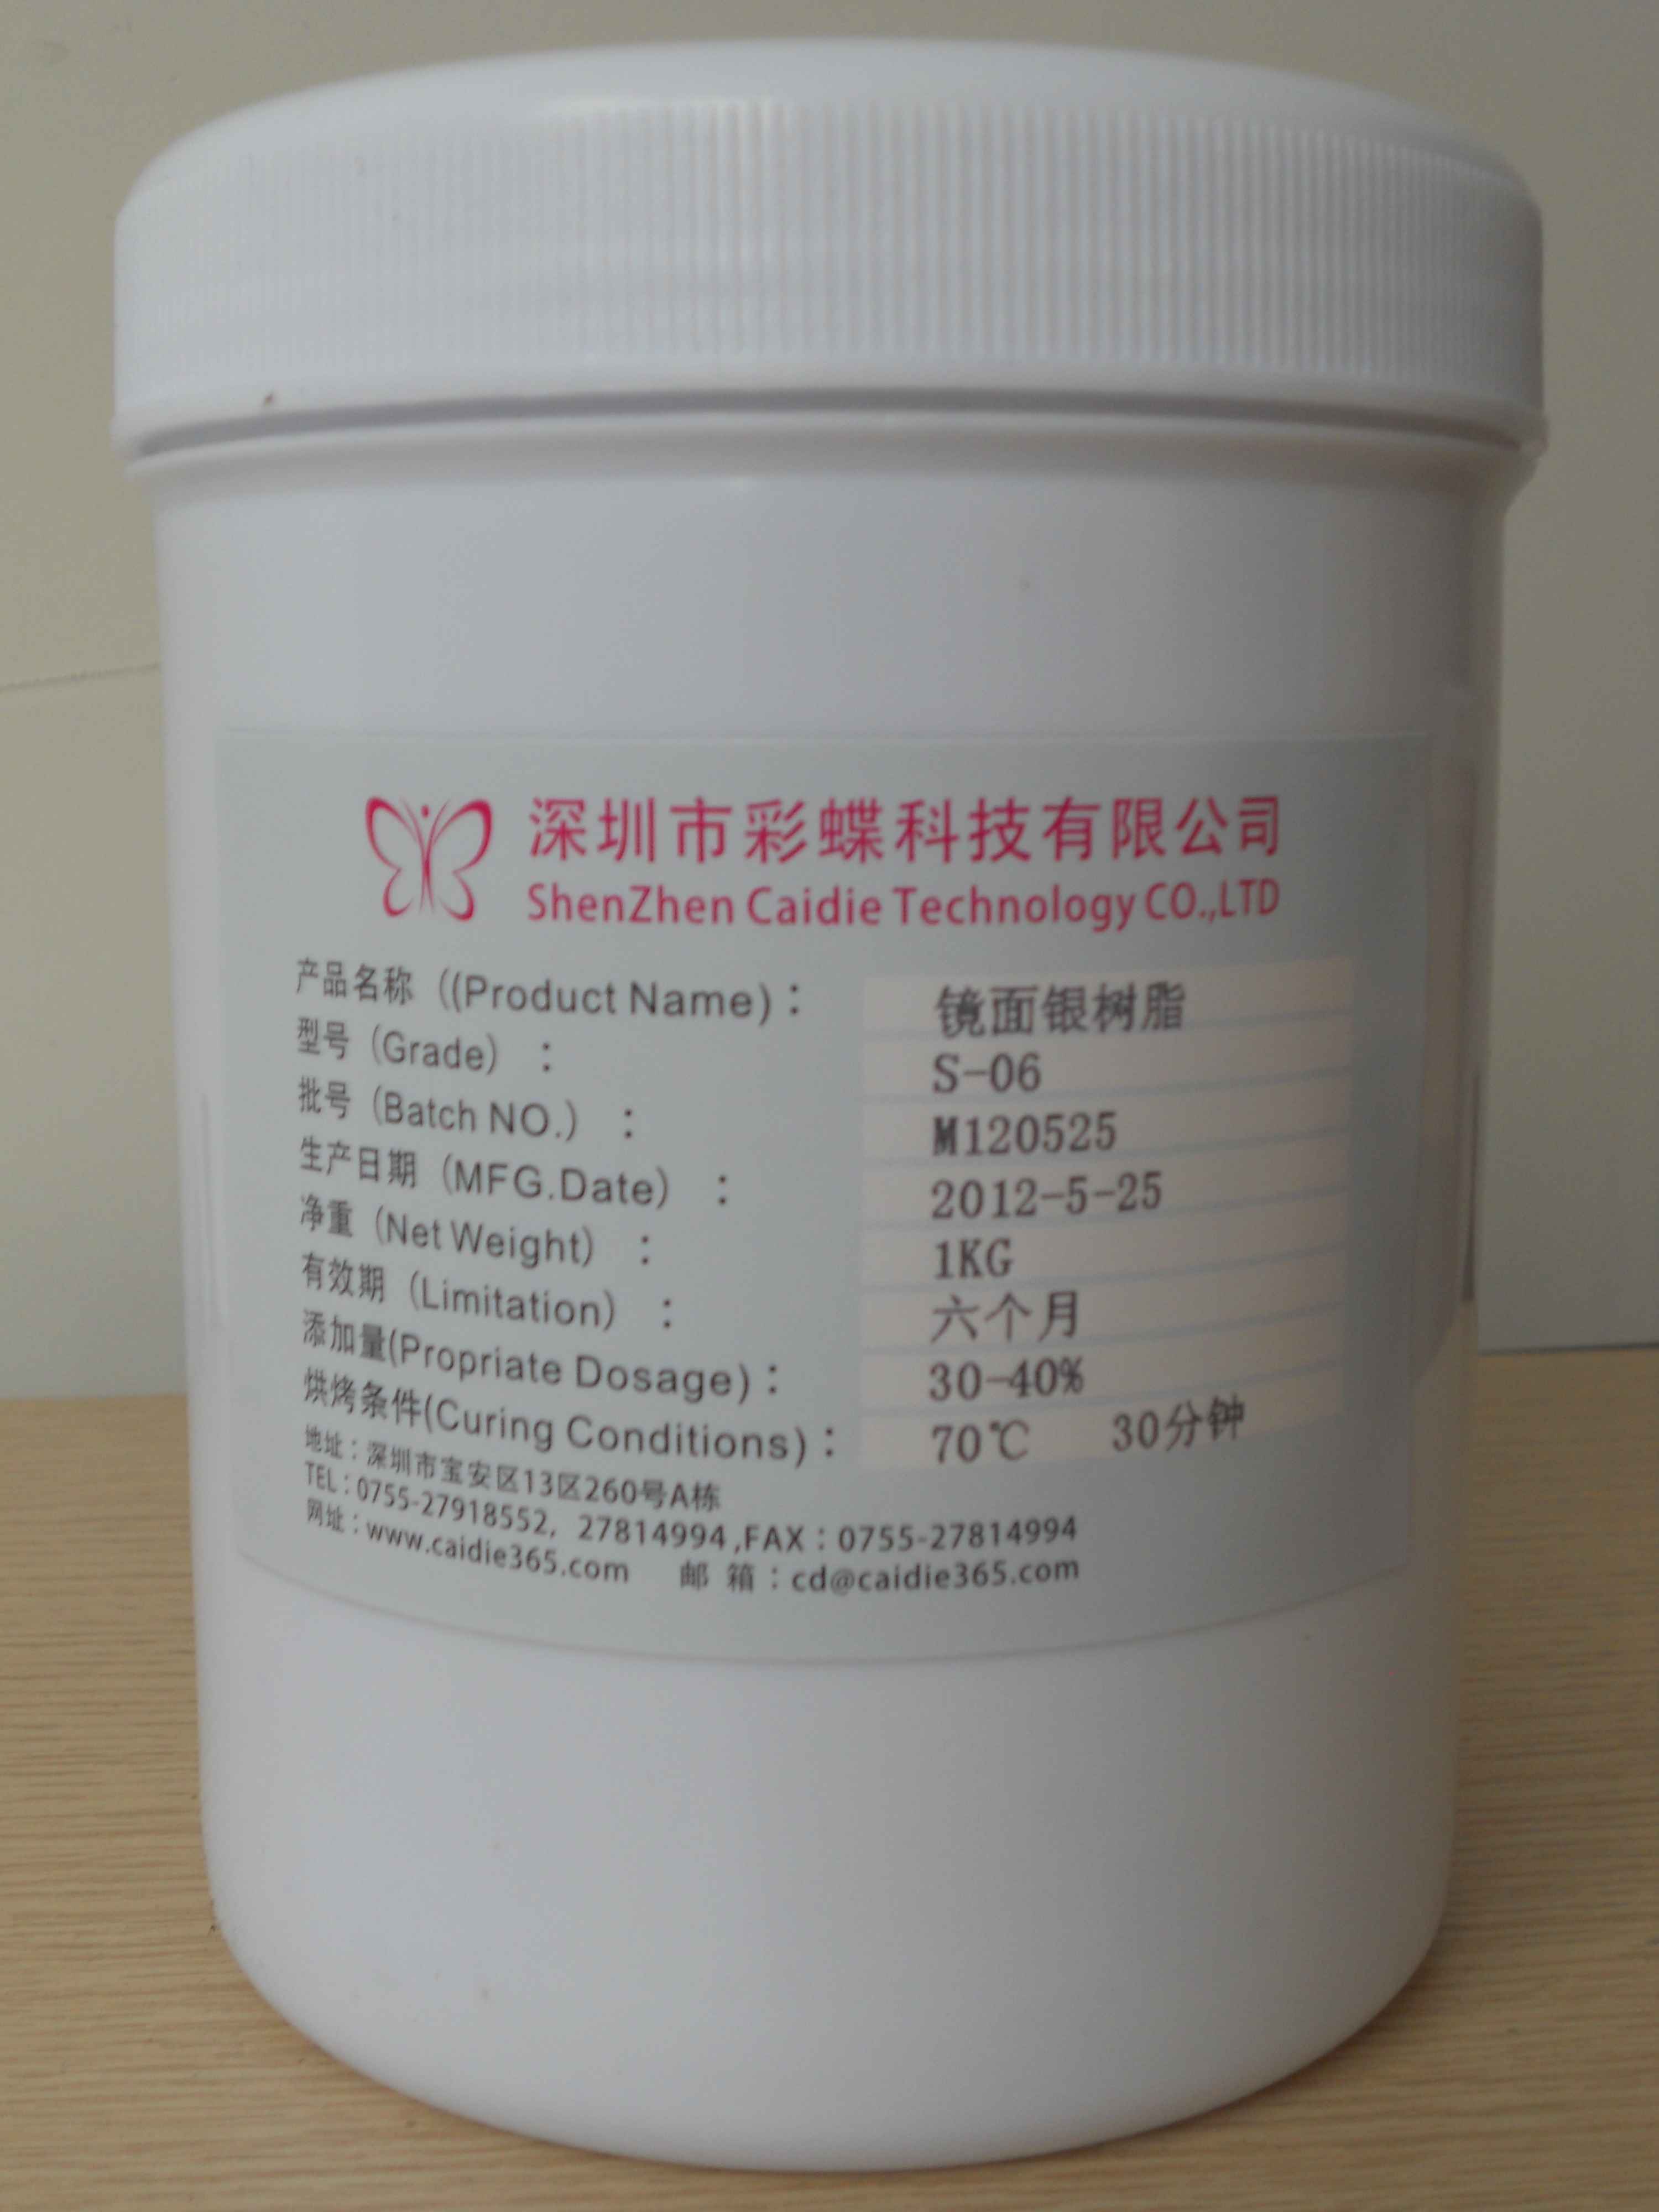 深圳市彩蝶科技有限公司
ShenZhen Caidie Technology CO.,LTD
产品名称 ((Product Name)： 镜面银树脂
型号 (Grade) ： S-06
批号 (Batch NO.) ： M120525
生产日期 (MFG.Date) ： 2012-5-25
净重 (Net Weight) ： 1KG
有效期 (Limitation) ： 六个月
添加量(Propriate Dosage)： 30-40%
烘烤条件(Curing Conditions)： 70℃ 30分钟
地址：深圳市宝安区13区260号A栋
TEL：0755-27918552, 27814994,FAX：0755-27814994
网址：www.caidie365.com 邮 箱：cd@caidie365.com